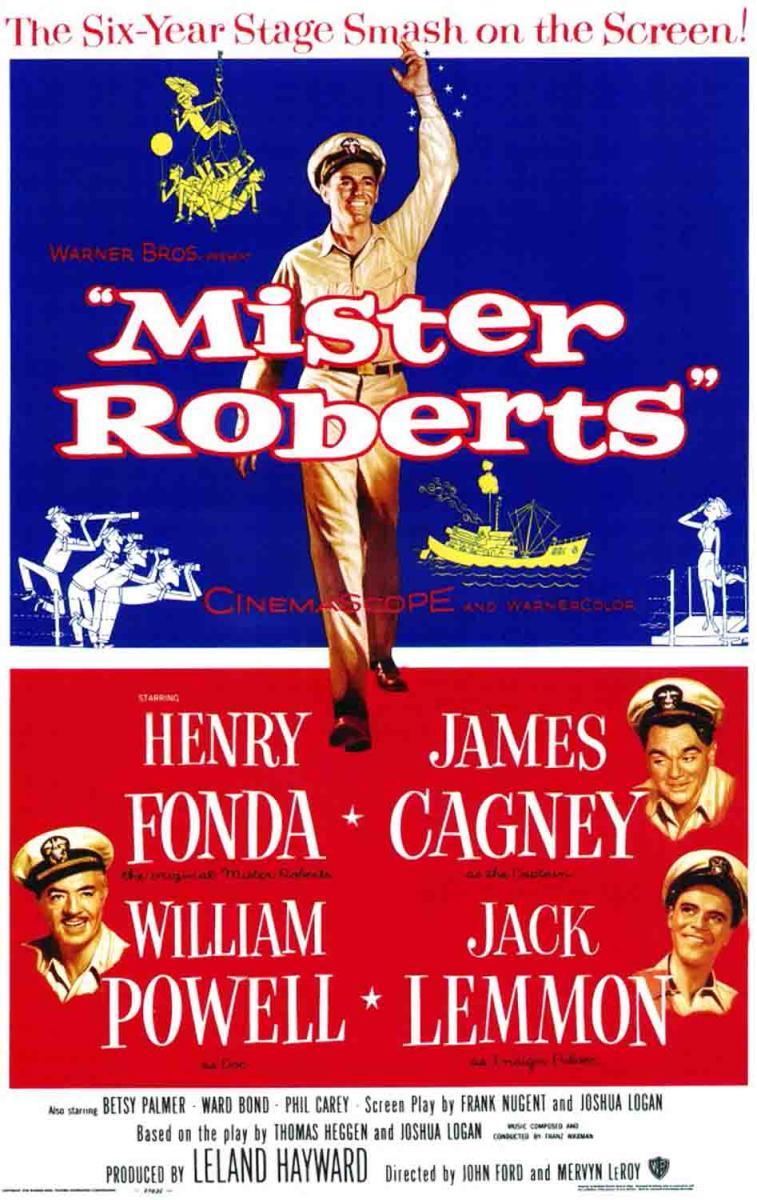 The Six-Year Stage Smash on the Screen!
WARNER BROS. PRESENT
"Mister
Roberts"
CINEMASCOPE AND WARNERCOLOR
STARRING
HENRY
FONDA
the original Mister Roberts
JAMES
CAGNEY
as the Captain
WILLIAM
POWELL
as Doc
JACK
LEMMON
as Ensign Pulver
Also starring BETSY PALMER · WARD BOND · PHIL CAREY · Screen Play by FRANK NUGENT and JOSHUA LOGAN
Based on the play by THOMAS HEGGEN and JOSHUA LOGAN MUSIC COMPOSED AND
CONDUCTED BY FRANZ WAXMAN
PRODUCED BY LELAND HAYWARD Directed by JOHN FORD and MERVYN LeROY WB